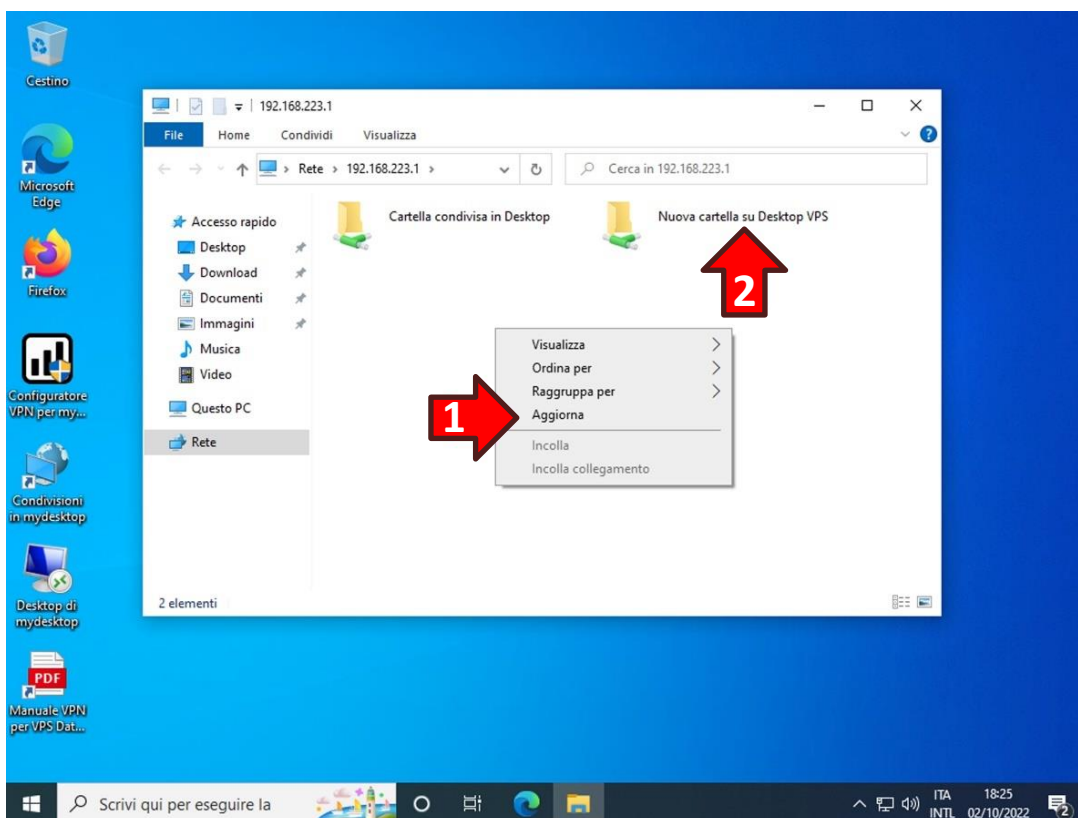 Cestino
Microsoft
Edge
Firefox
Configuratore
VPN per my...
Condivisioni
in mydesktop
Desktop di
mydesktop
PDF
Manuale VPN
per VPS Dat...
192.168.223.1
File Home Condividi Visualizza
Rete > 192.168.223.1 >
Cerca in 192.168.223.1
Accesso rapido
Desktop
Download
Documenti
Immagini
Musica
Video
Questo PC
Rete
Cartella condivisa in Desktop
Nuova cartella su Desktop VPS
2
Visualizza
Ordina per
Raggruppa per
1
Aggiorna
Incolla
Incolla collegamento
2 elementi
Scrivi qui per eseguire la
ITA
INTL
18:25
02/10/2022
2